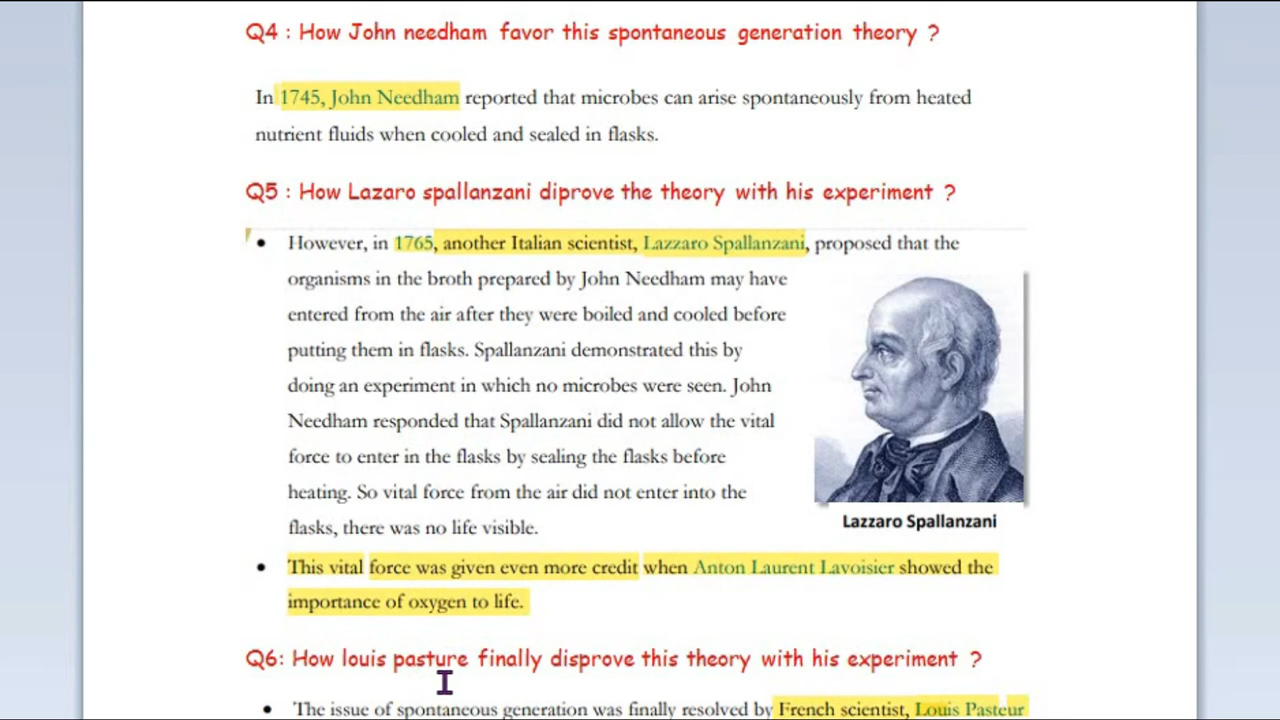 Q4 : How John needham favor this spontaneous generation theory ?
In 1745, John Needham reported that microbes can arise spontaneously from heated
nutrient fluids when cooled and sealed in flasks.
Q5 : How Lazaro spallanzani diprove the theory with his experiment ?
• However, in 1765, another Italian scientist, Lazzaro Spallanzani, proposed that the
organisms in the broth prepared by John Needham may have
entered from the air after they were boiled and cooled before
putting them in flasks. Spallanzani demonstrated this by
doing an experiment in which no microbes were seen. John
Needham responded that Spallanzani did not allow the vital
force to enter in the flasks by sealing the flasks before
heating. So vital force from the air did not enter into the
flasks, there was no life visible.
Lazzaro Spallanzani
• This vital force was given even more credit when Anton Laurent Lavoisier showed the
importance of oxygen to life.
Q6: How louis pasture finally disprove this theory with his experiment ?
• The issue of spontaneous generation was finally resolved by French scientist, Louis Pasteur